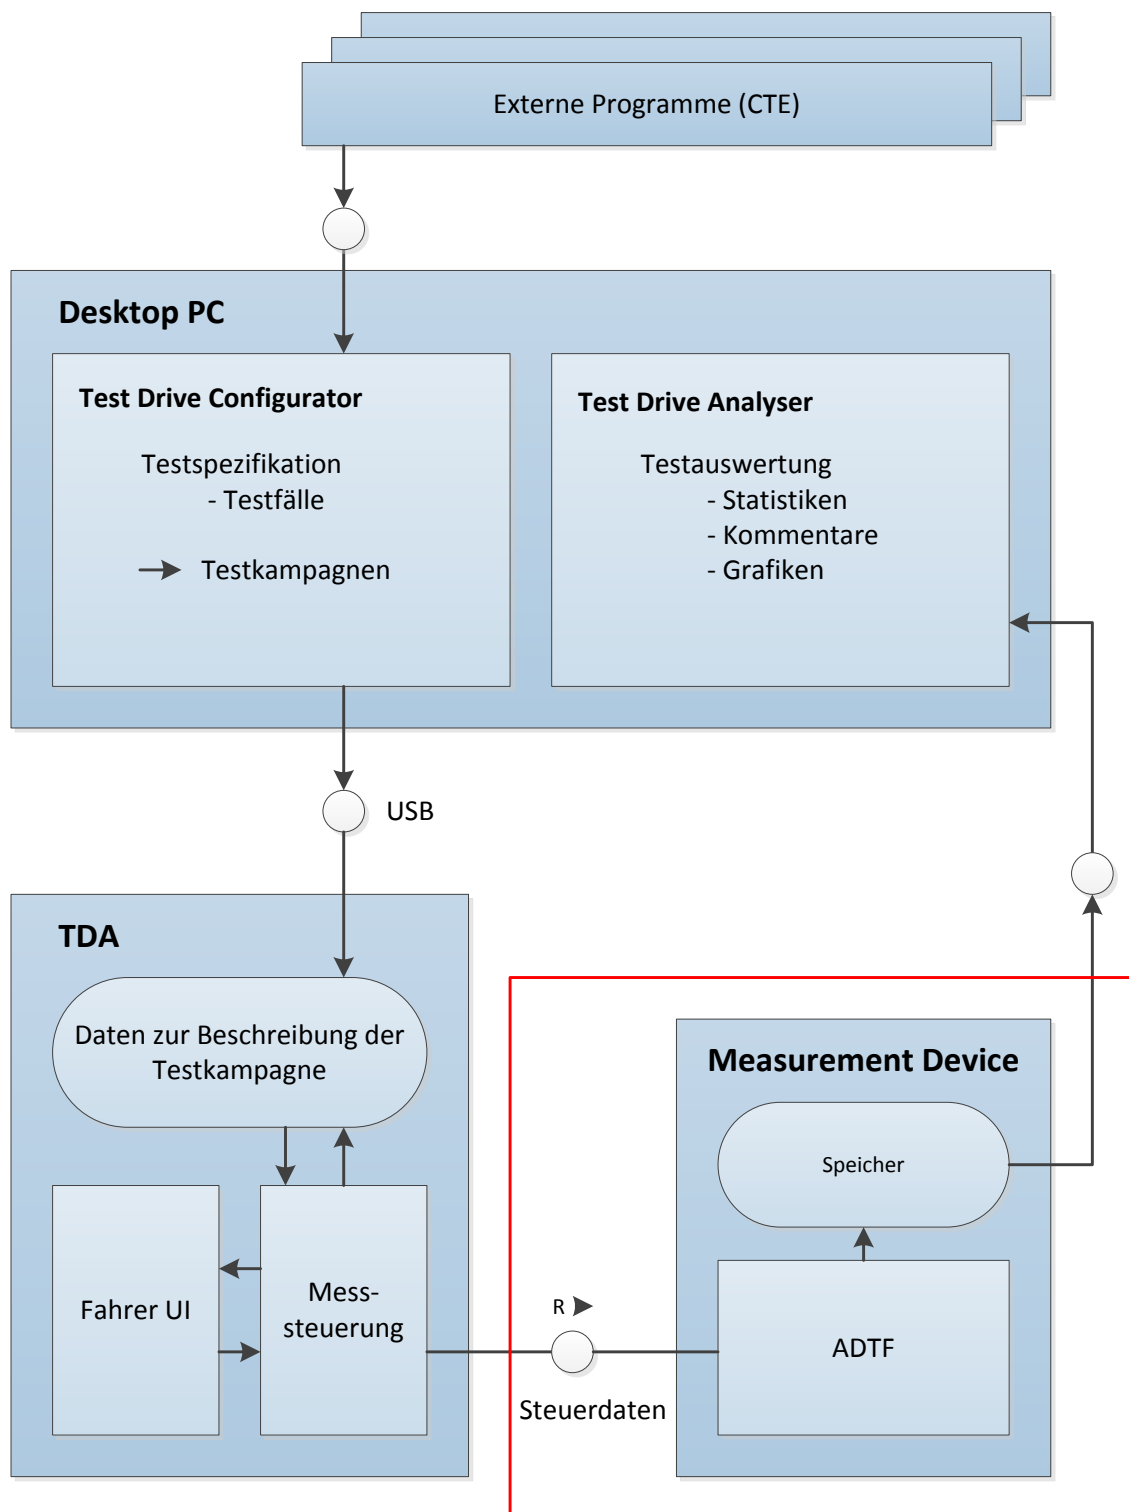 Externe Programme (CTE)
Desktop PC
Test Drive Configurator
Testspezifikation
- Testfälle
Testkampagnen
Test Drive Analyser
Testauswertung
- Statistiken
- Kommentare
- Grafiken
USB
TDA
Daten zur Beschreibung der
Testkampagne
Fahrer UI
Mess-
steuerung
R
Steuerdaten
Measurement Device
Speicher
ADTF